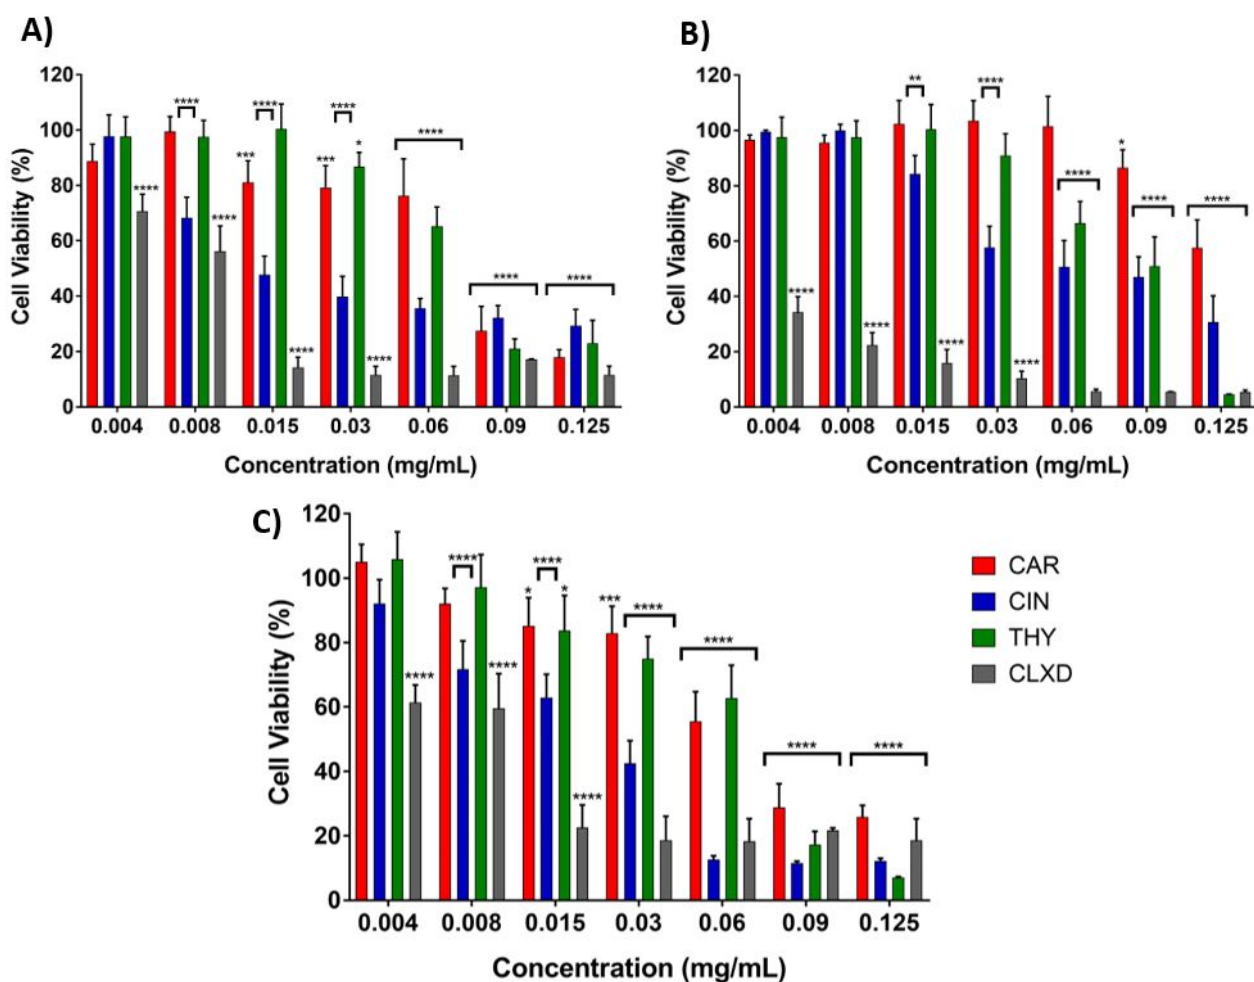 A)
Cell Viability (%)
120
100
80
60
40
20
0
**** **** ****
*** *** * ****
**** ****
**** ****
**** ****
0.004 0.008 0.015 0.03 0.06 0.09 0.125
Concentration (mg/mL)
B)
Cell Viability (%)
120
100
80
60
40
20
0
** ****
*
**** **** ****
**** **** **** ****
0.004 0.008 0.015 0.03 0.06 0.09 0.125
Concentration (mg/mL)
C)
Cell Viability (%)
120
100
80
60
40
20
0
**** ****
* * *** ****
****
**** ****
**** ****
****
0.004 0.008 0.015 0.03 0.06 0.09 0.125
Concentration (mg/mL)
CAR
CIN
THY
CLXD